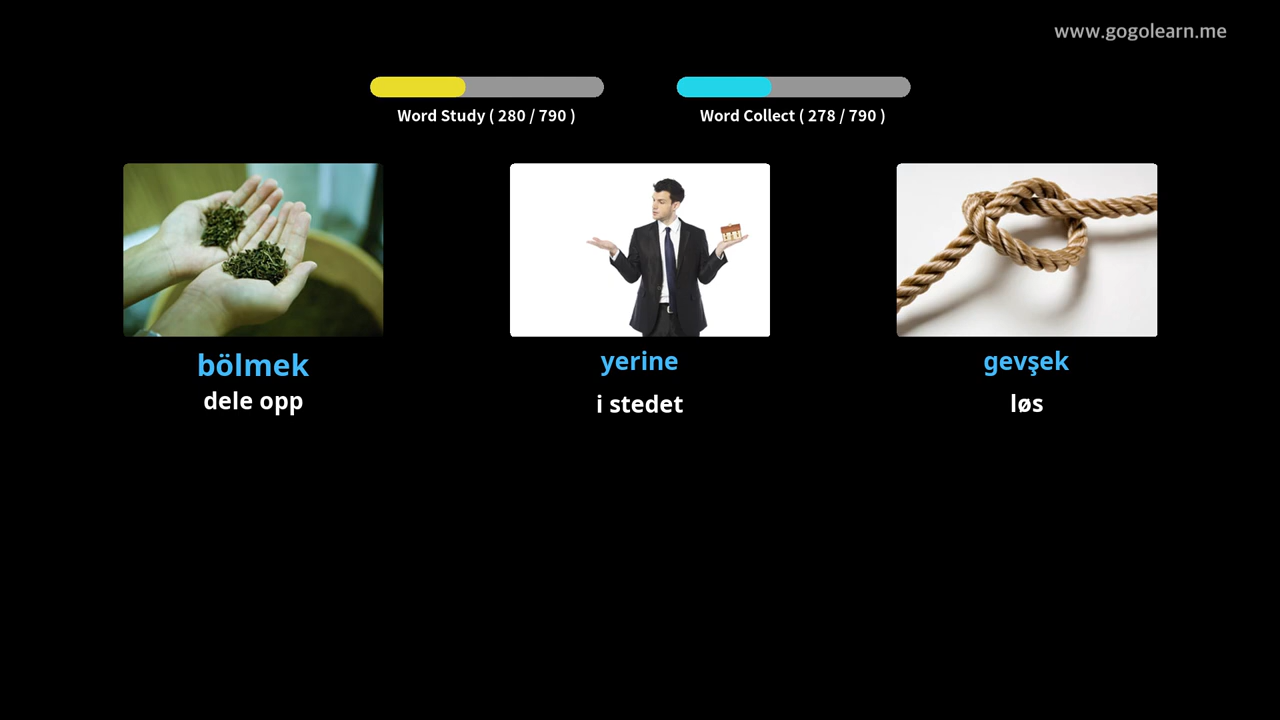 www.gogolearn.me
Word Study ( 280 / 790 )
Word Collect ( 278 / 790 )
bölmek
dele opp
yerine
i stedet
gevşek
løs